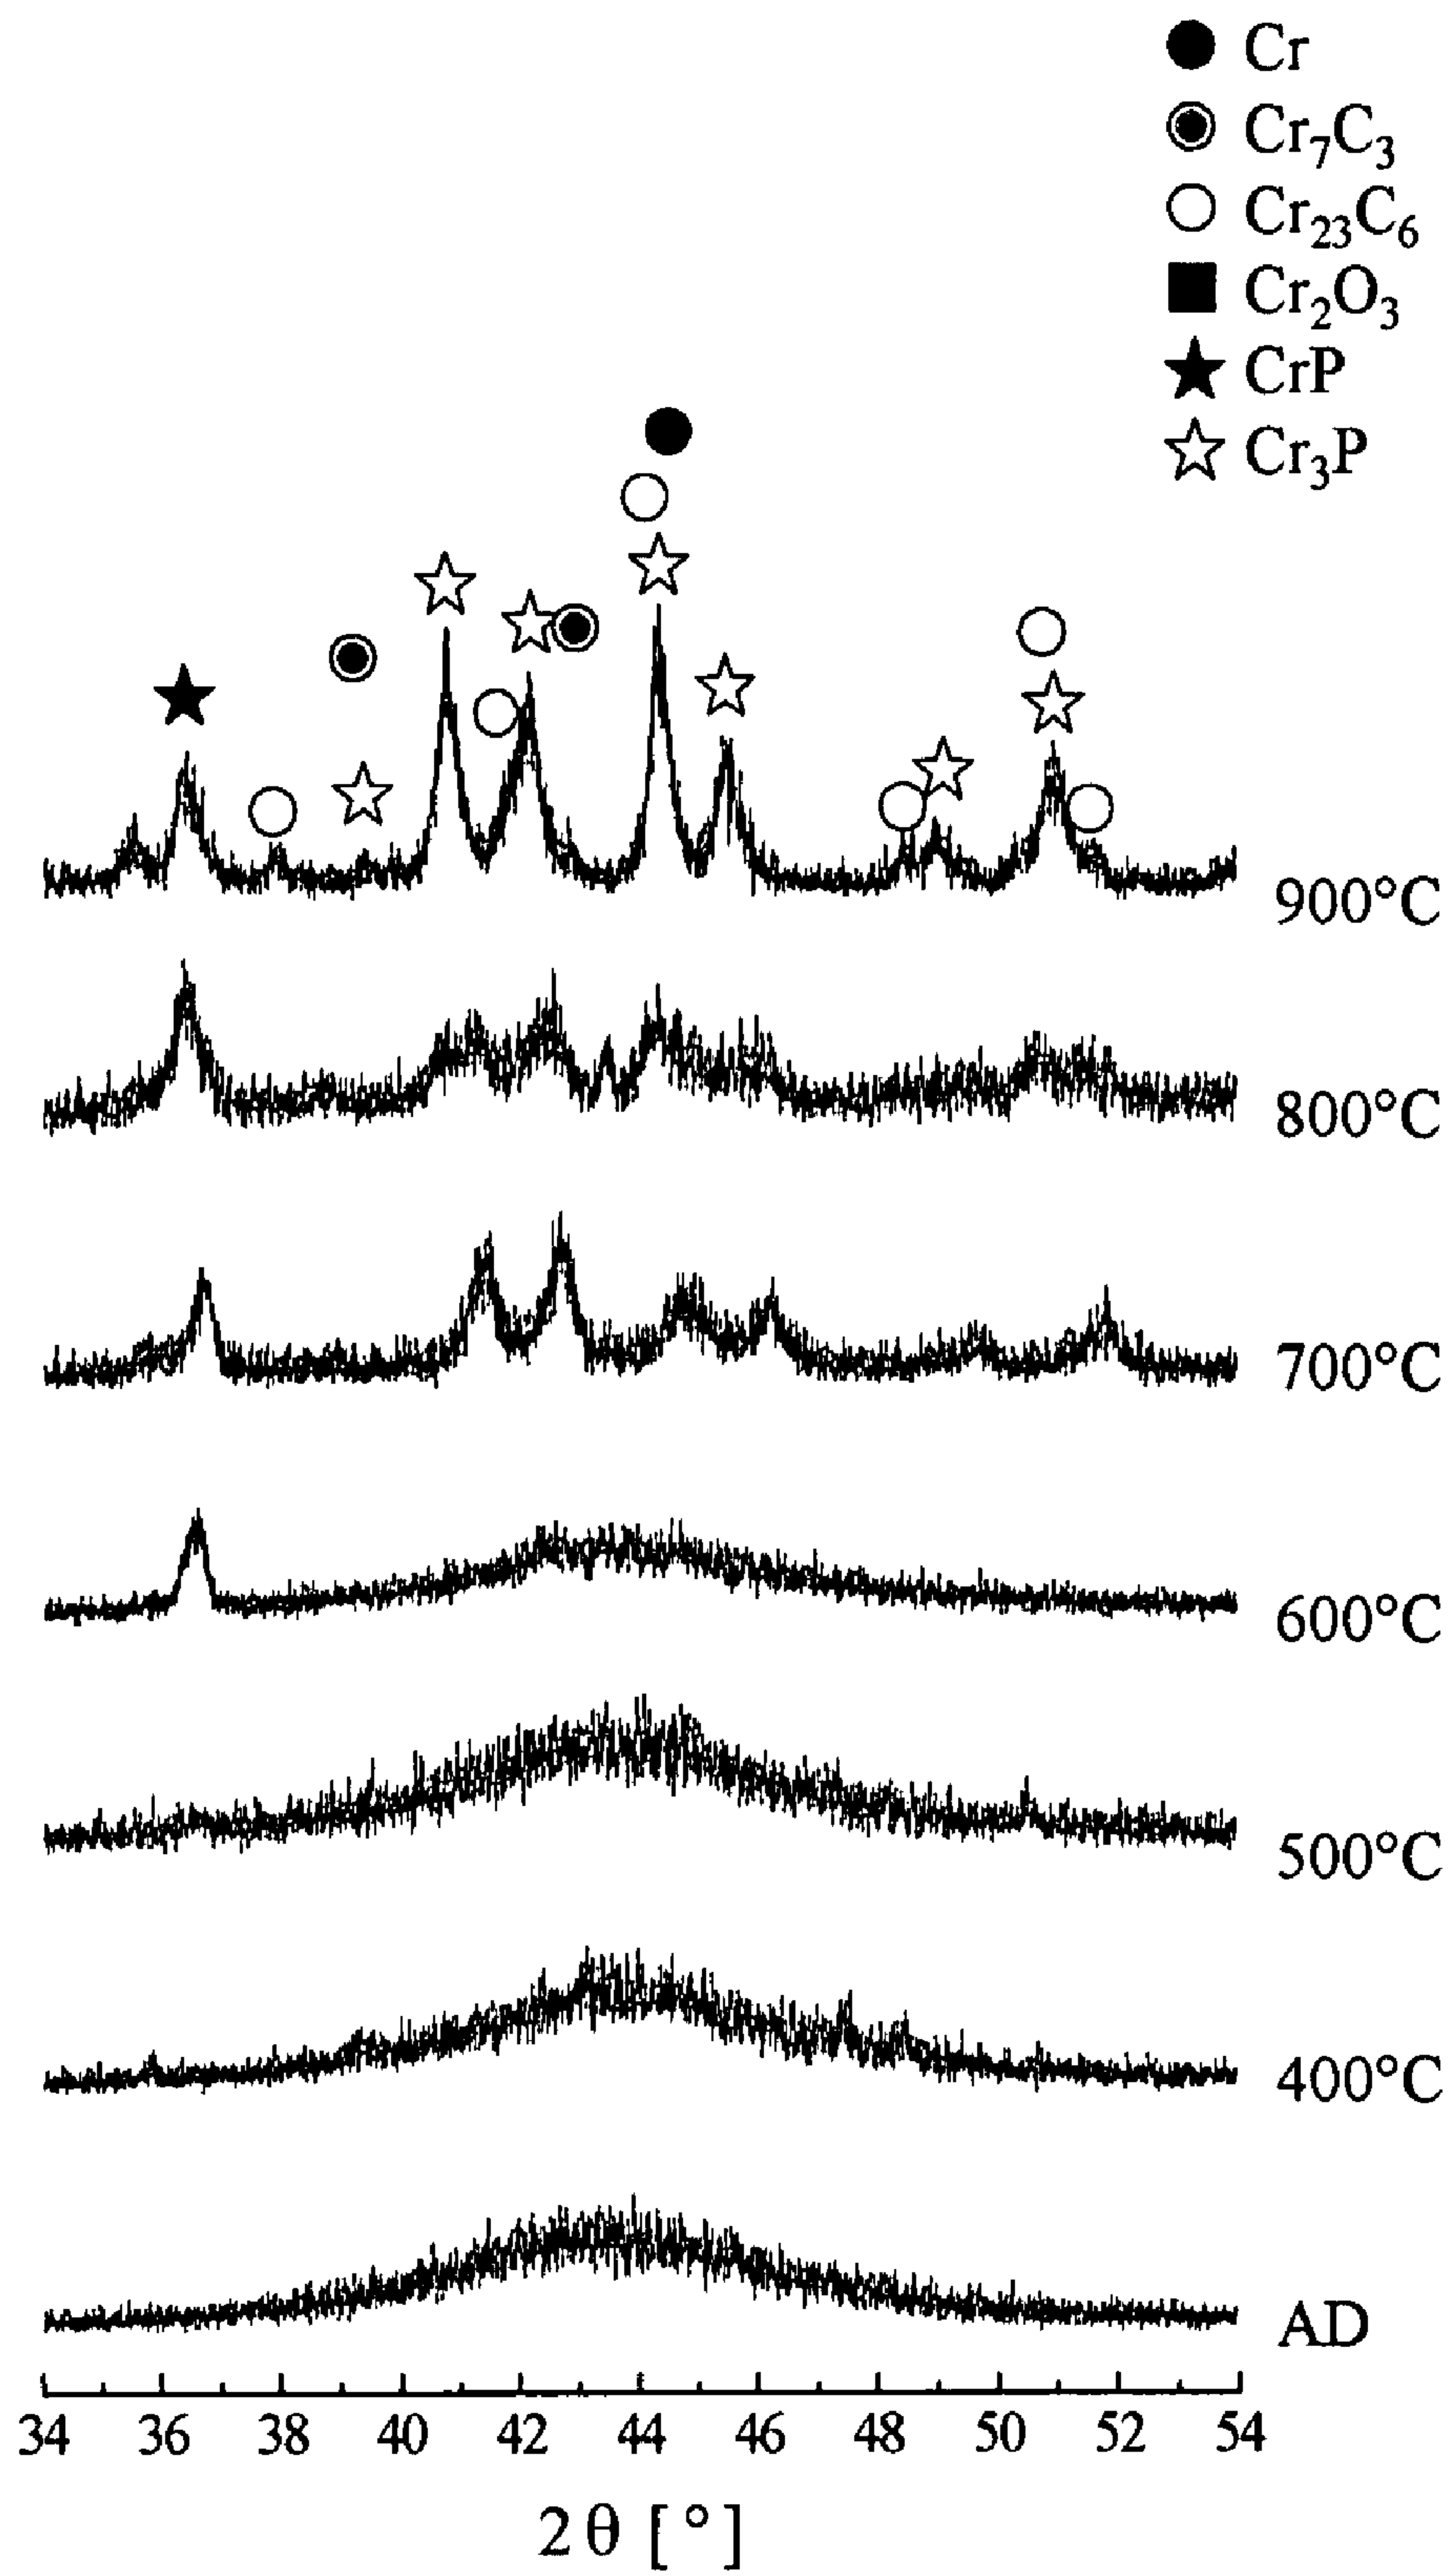 Cr
Cr₇C₃
Cr₂₃C₆
Cr₂O₃
CrP
Cr₃P
900°C
800°C
700°C
600°C
500°C
400°C
AD
34 36 38 40 42 44 46 48 50 52 54
2θ [°]